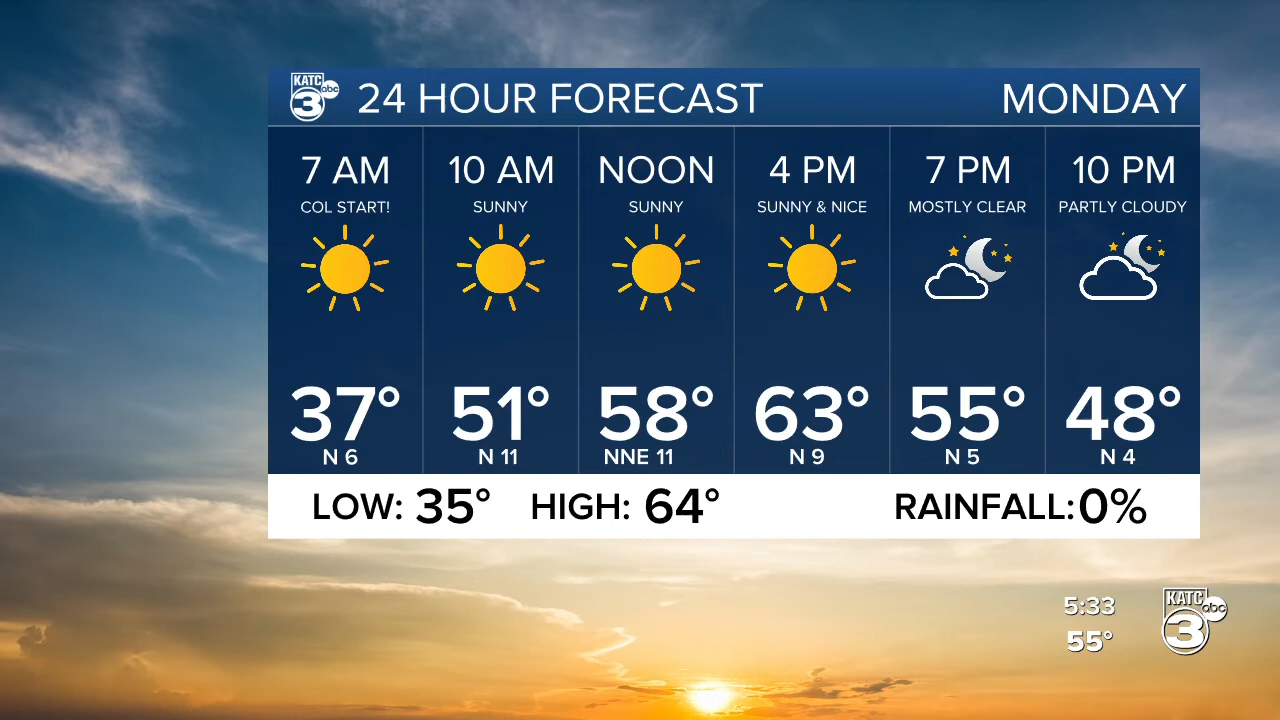 KATC abc 3 24 HOUR FORECAST MONDAY
7 AM 10 AM NOON 4 PM 7 PM 10 PM
COL START! SUNNY SUNNY SUNNY & NICE MOSTLY CLEAR PARTLY CLOUDY
37° 51° 58° 63° 55° 48°
N 6 N 11 NNE 11 N 9 N 5 N 4
LOW: 35° HIGH: 64° RAINFALL: 0%
5:33
55°
KATC abc
3